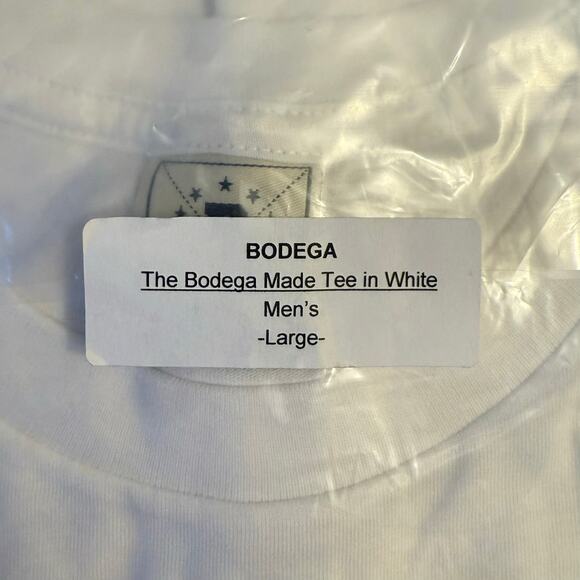 BODEGA
The Bodega Made Tee in White
Men's
-Large-